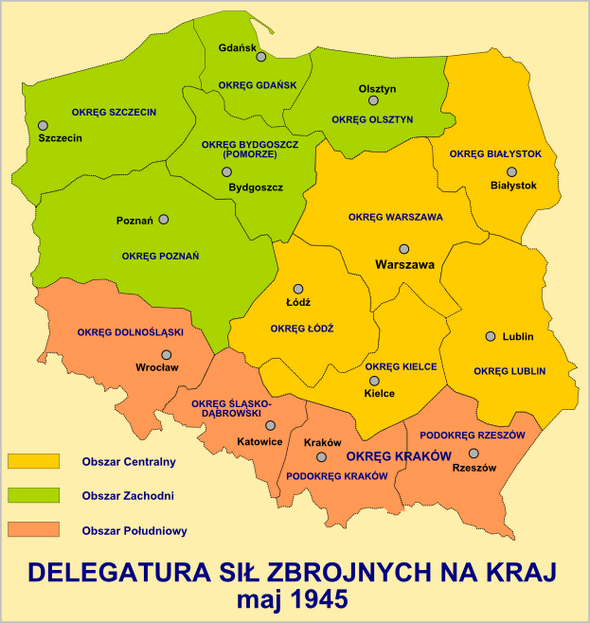 Gdańsk
OKRĘG GDAŃSK
Olsztyn
OKRĘG OLSZTYN
OKRĘG SZCZECIN
Szczecin
OKRĘG BYDGOSZCZ
(POMORZE)
Bydgoszcz
OKRĘG BIAŁYSTOK
Białystok
Poznań
OKRĘG POZNAŃ
OKRĘG WARSZAWA
Warszawa
Łódź
OKRĘG ŁÓDŹ
Lublin
OKRĘG LUBLIN
OKRĘG DOLNOŚLĄSKI
Wrocław
OKRĘG KIELCE
Kielce
OKRĘG ŚLĄSKO-
DĄBROWSKI
Katowice
Kraków
OKRĘG KRAKÓW
PODOKRĘG KRAKÓW
PODOKRĘG RZESZÓW
Rzeszów
Obszar Centralny
Obszar Zachodni
Obszar Południowy
DELEGATURA SIŁ ZBROJNYCH NA KRAJ
maj 1945